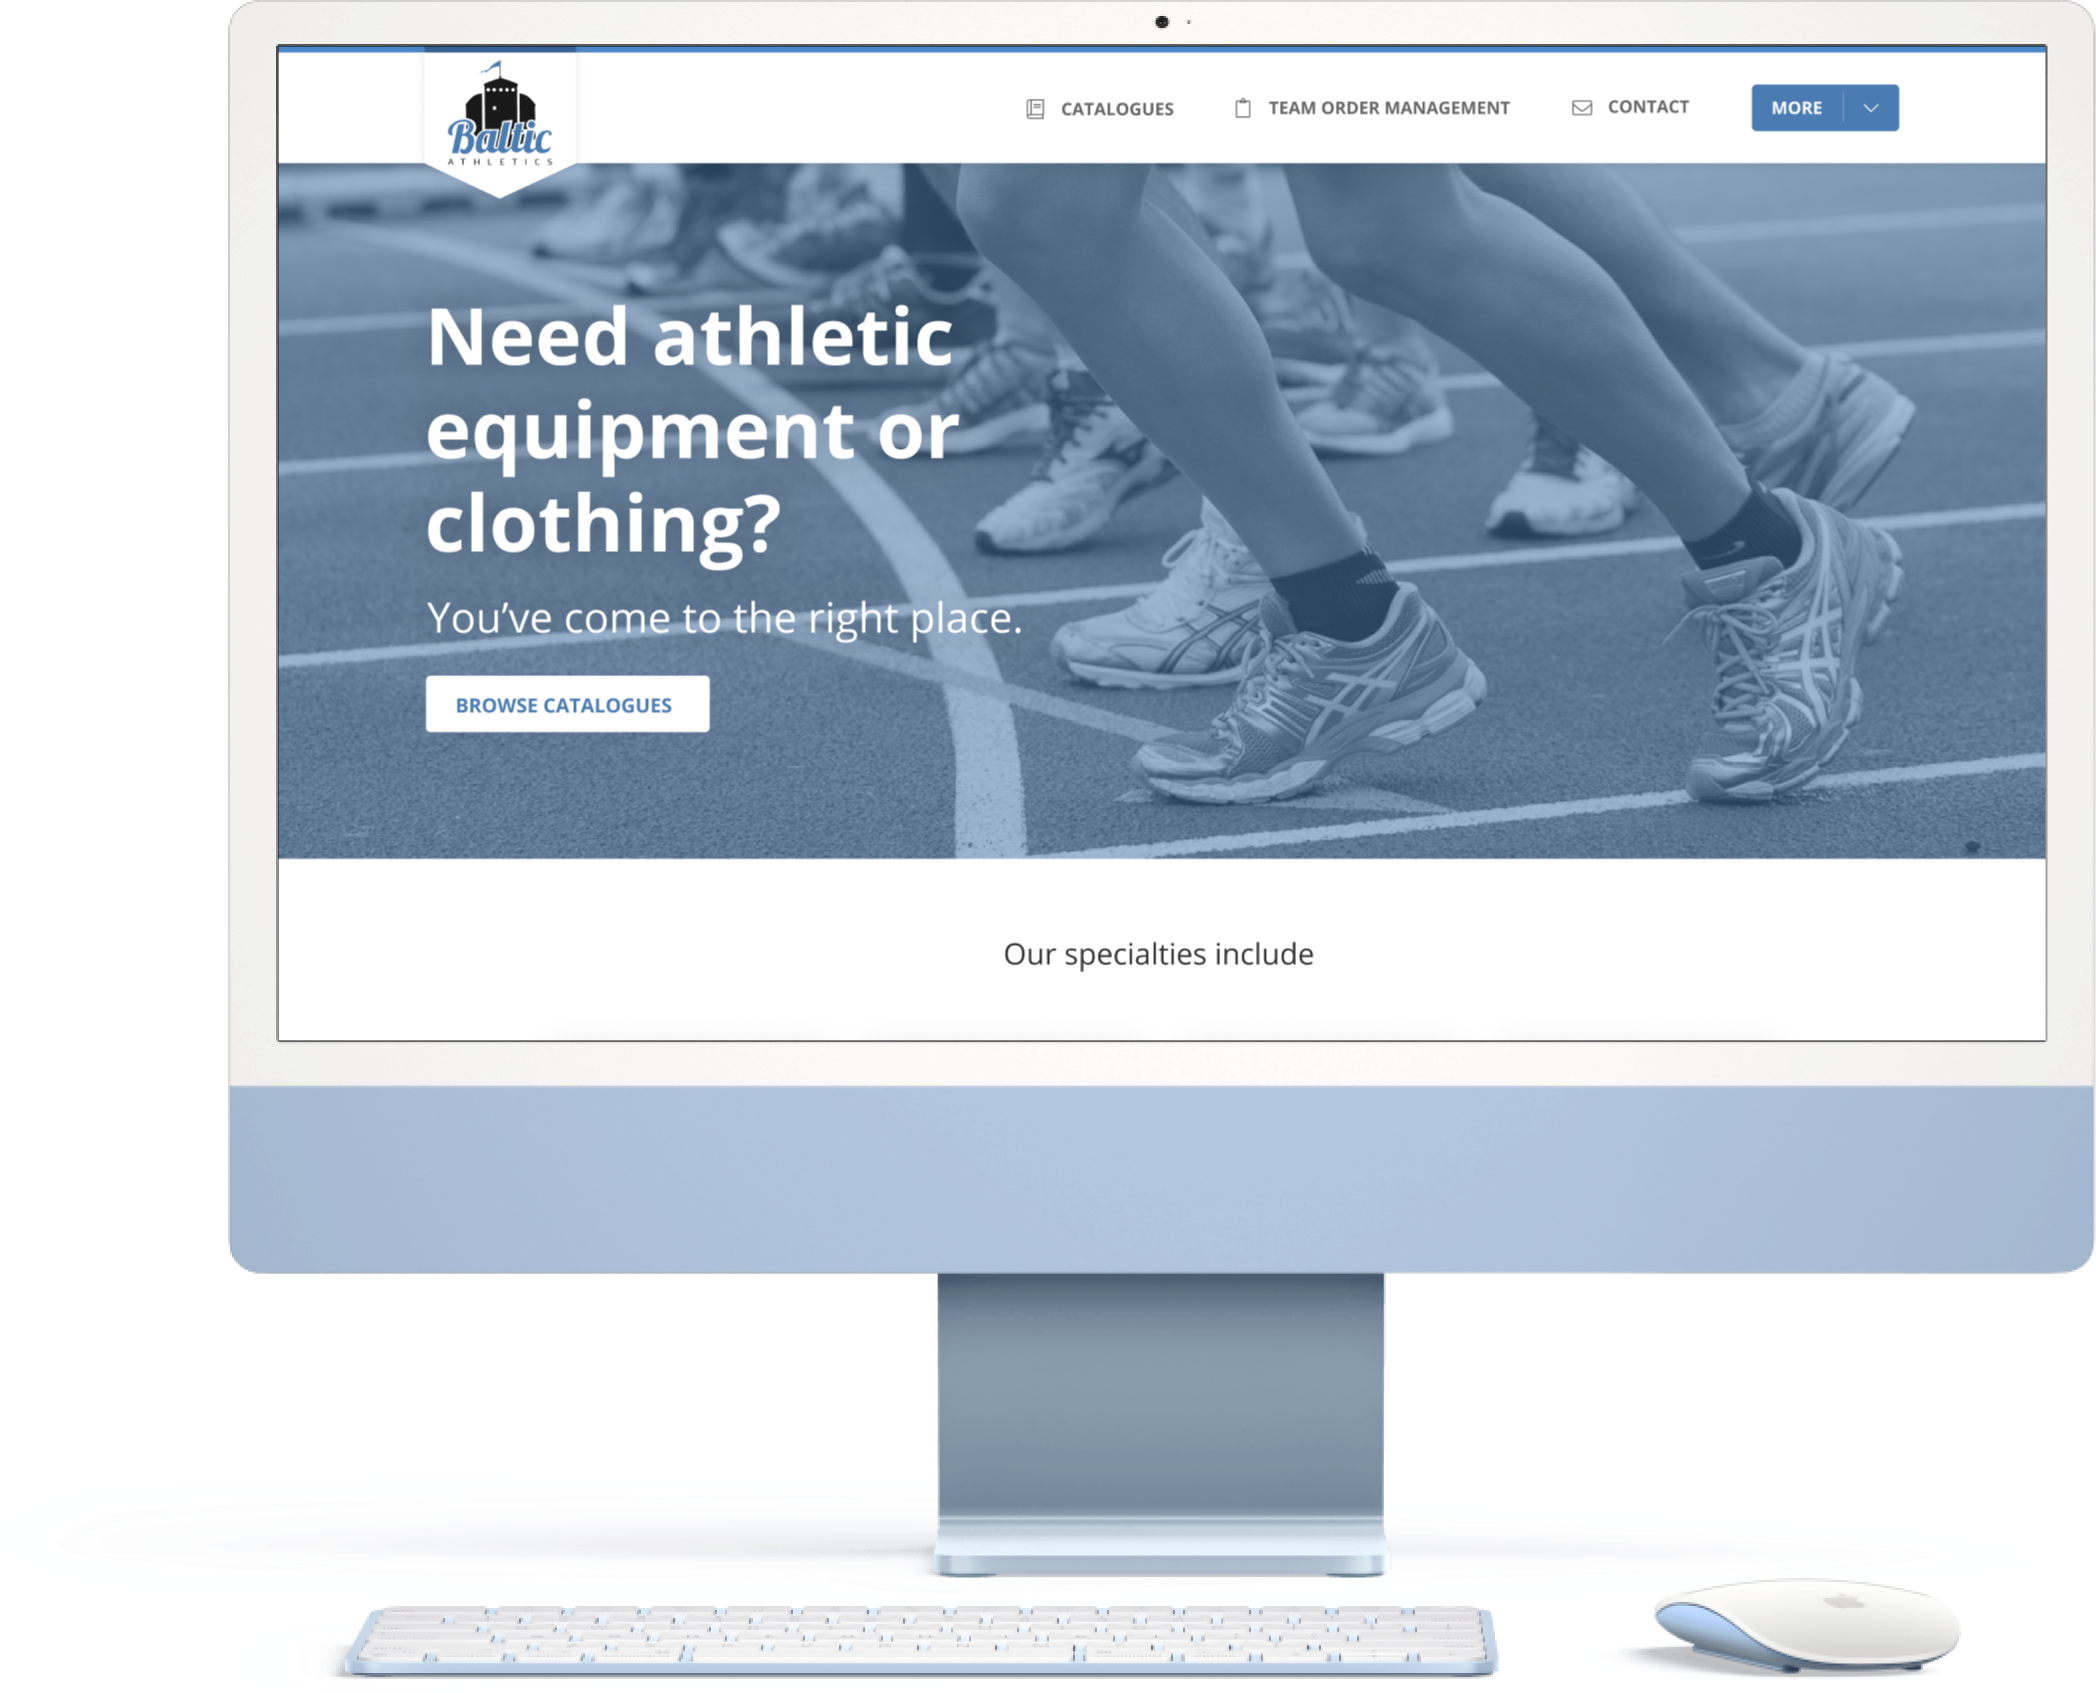 Baltic
ATHLETICS
CATALOGUES
TEAM ORDER MANAGEMENT
CONTACT
MORE
Need athletic
equipment or
clothing?
You’ve come to the right place.
BROWSE CATALOGUES
Our specialties include